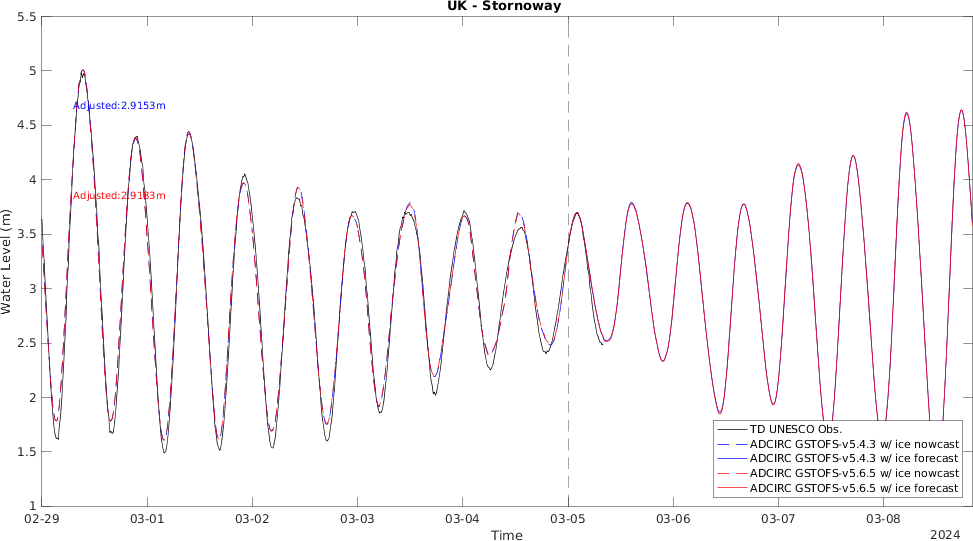 UK - Stornoway
5.5
5
4.5
4
3.5
3
2.5
2
1.5
1
Water Level (m)
Adjusted:2.9153m
Adjusted:2.9183m
TD UNESCO Obs.
ADCIRC GSTOFS-v5.4.3 w/ ice nowcast
ADCIRC GSTOFS-v5.4.3 w/ ice forecast
ADCIRC GSTOFS-v5.6.5 w/ ice nowcast
ADCIRC GSTOFS-v5.6.5 w/ ice forecast
02-29 03-01 03-02 03-03 03-04 03-05 03-06 03-07 03-08
Time
2024